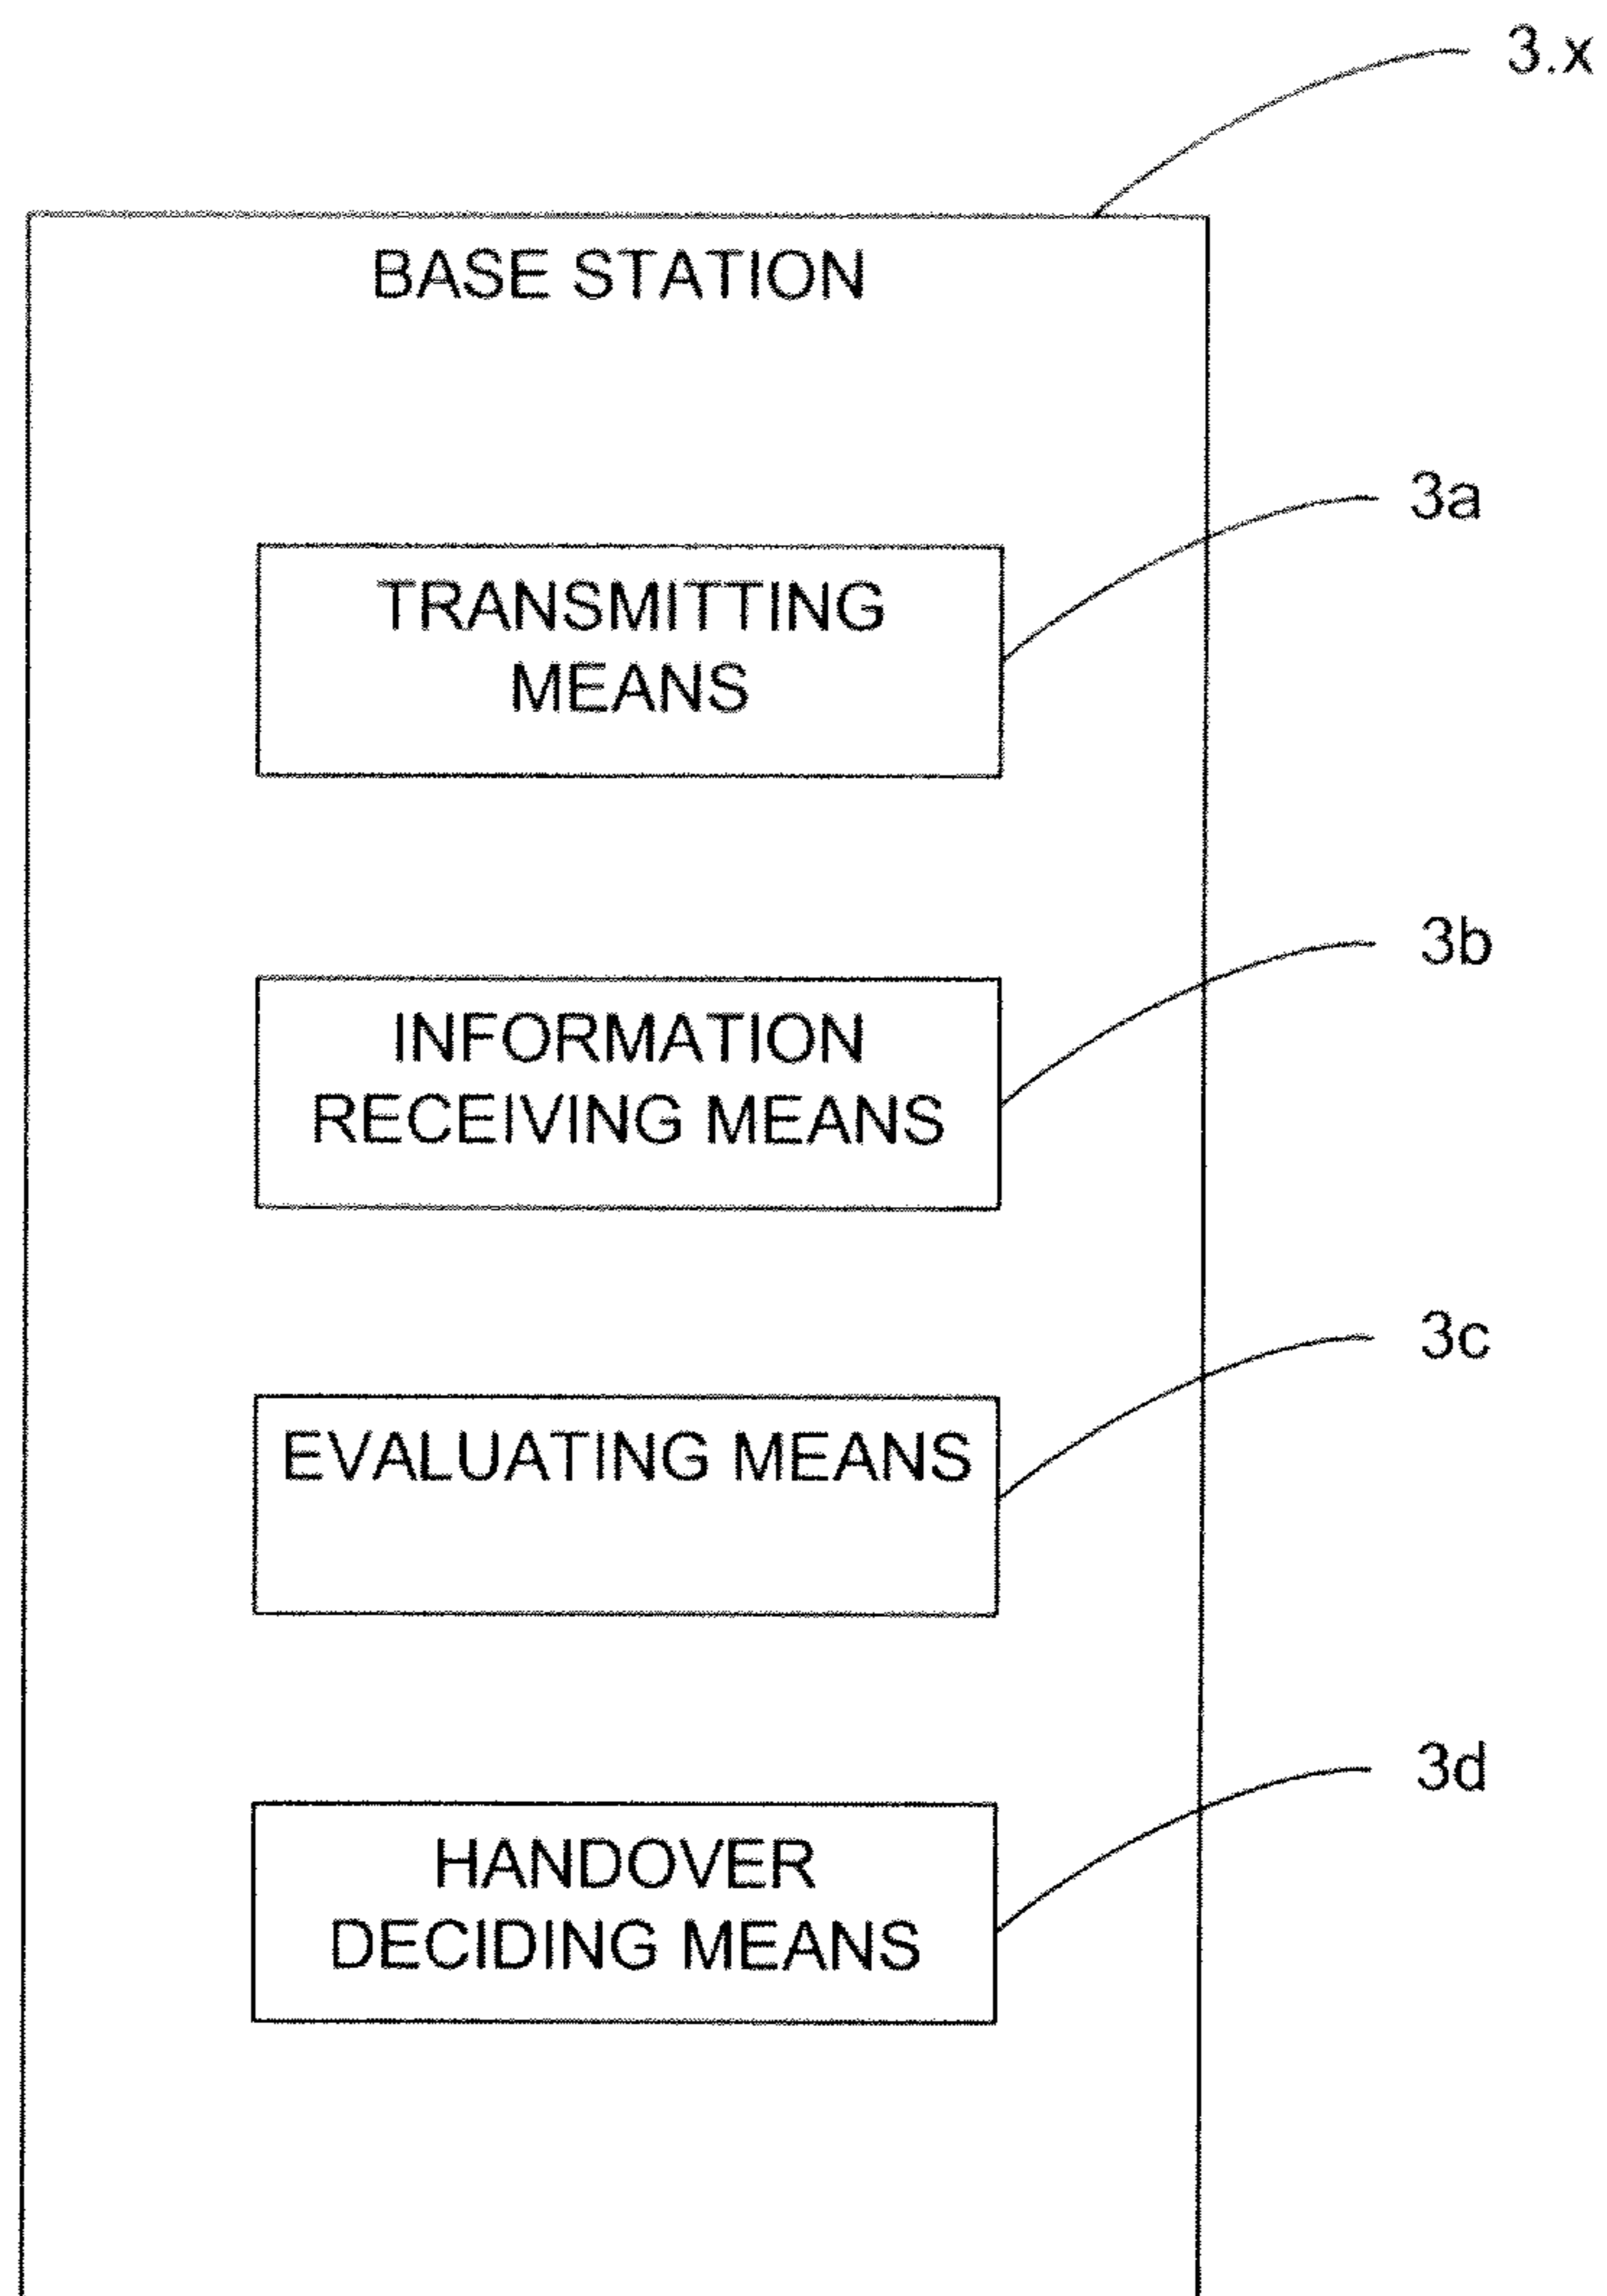 3.x
BASE STATION
3a
TRANSMITTING
MEANS
3b
INFORMATION
RECEIVING MEANS
3c
EVALUATING MEANS
3d
HANDOVER
DECIDING MEANS